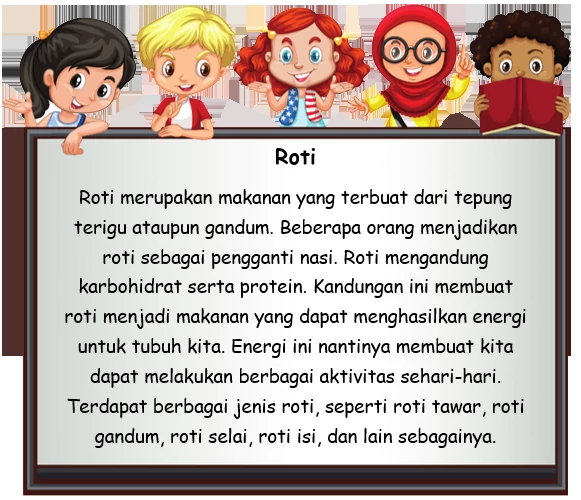 Roti
Roti merupakan makanan yang terbuat dari tepung
terigu ataupun gandum. Beberapa orang menjadikan
roti sebagai pengganti nasi. Roti mengandung
karbohidrat serta protein. Kandungan ini membuat
roti menjadi makanan yang dapat menghasilkan energi
untuk tubuh kita. Energi ini nantinya membuat kita
dapat melakukan berbagai aktivitas sehari-hari.
Terdapat berbagai jenis roti, seperti roti tawar, roti
gandum, roti selai, roti isi, dan lain sebagainya.